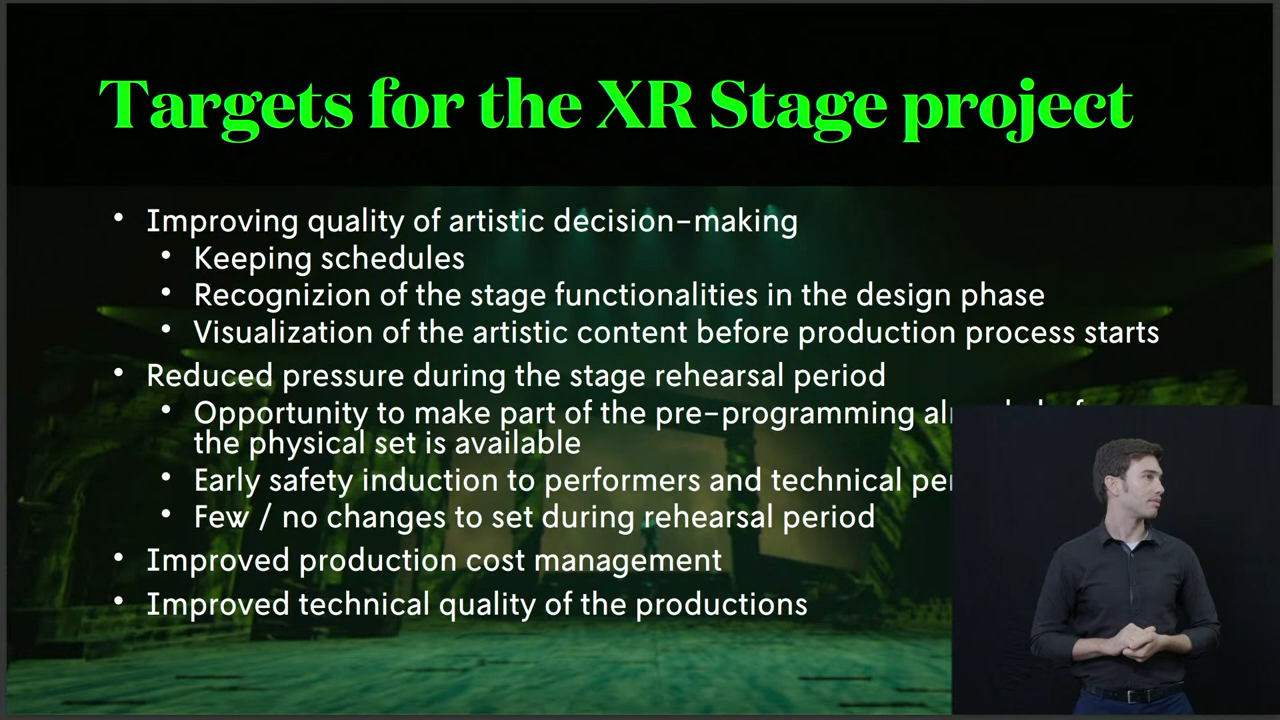 Targets for the XR Stage project
• Improving quality of artistic decision-making
• Keeping schedules
• Recognizion of the stage functionalities in the design phase
• Visualization of the artistic content before production process starts
• Reduced pressure during the stage rehearsal period
• Opportunity to make part of the pre-programming
the physical set is available
• Early safety induction to performers and technical
• Few / no changes to set during rehearsal period
• Improved production cost management
• Improved technical quality of the productions